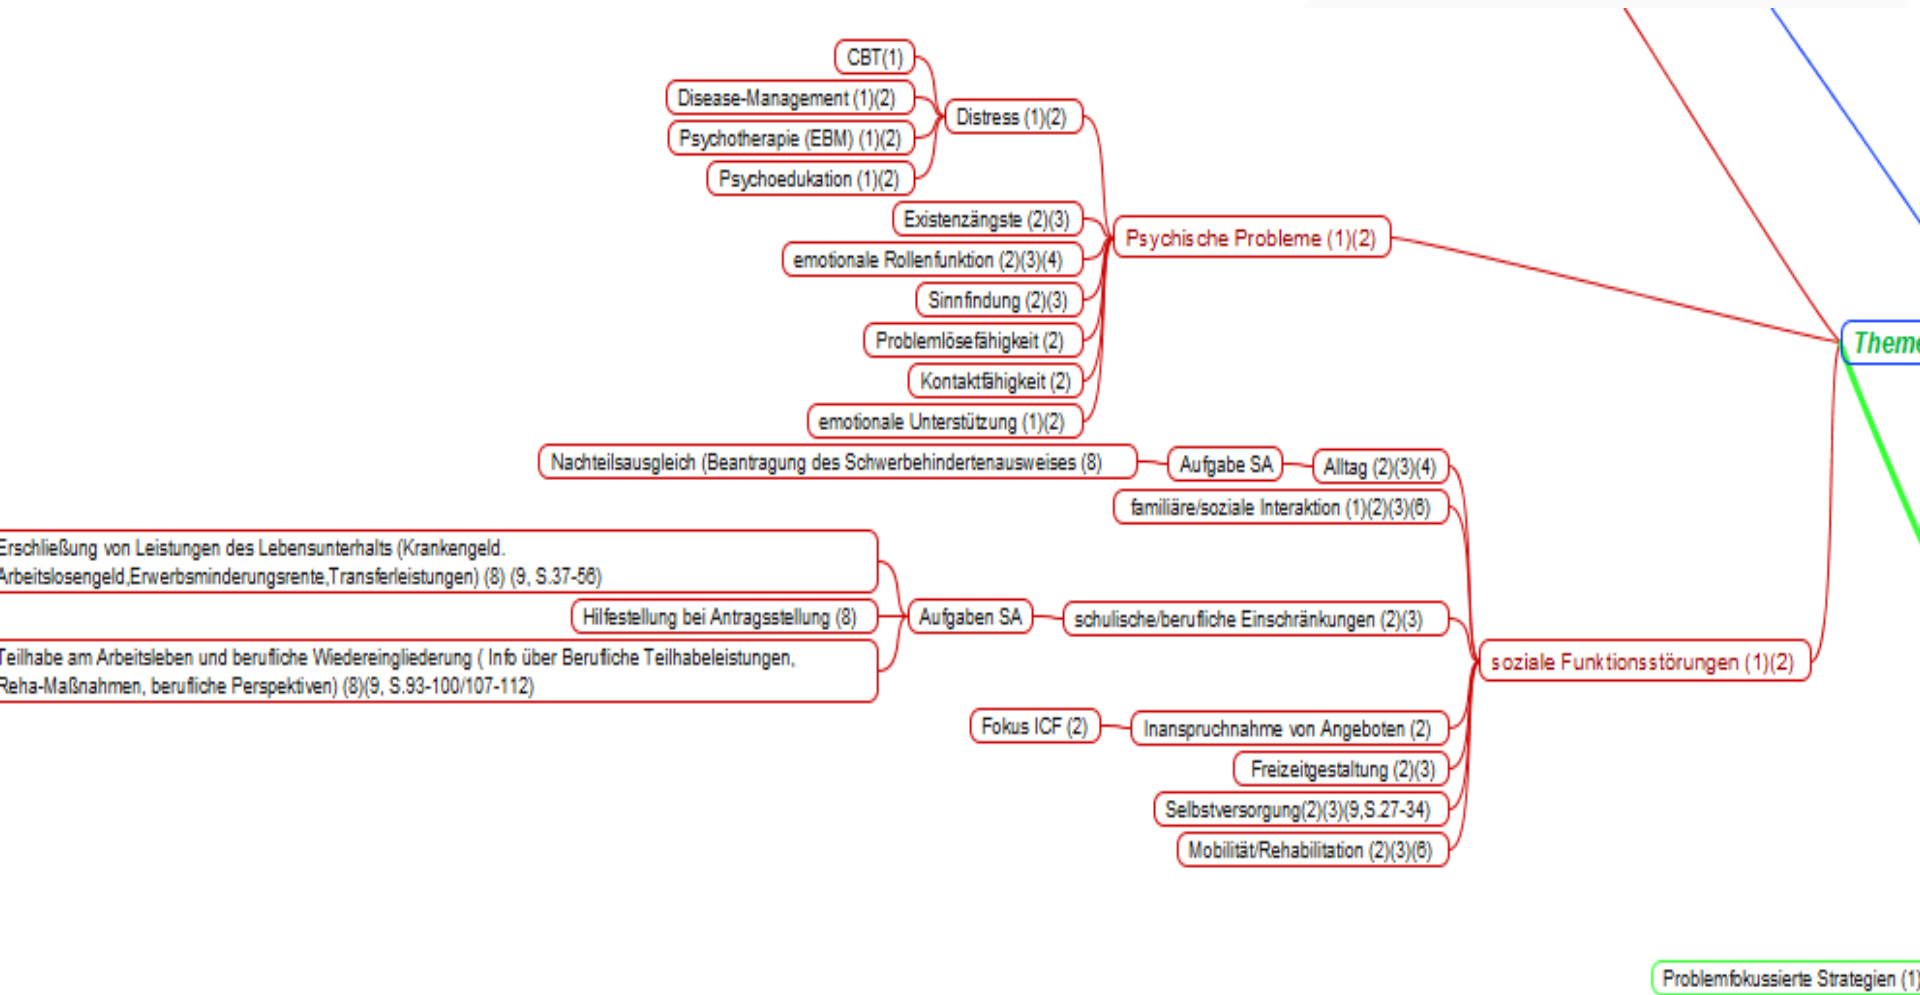 CBT(1)
Disease-Management (1)(2)
Distress (1)(2)
Psychotherapie (EBM) (1)(2)
Psychoedukation (1)(2)
Existenzängste (2)(3)
Psychische Probleme (1)(2)
emotionale Rollenfunktion (2)(3)(4)
Sinnfindung (2)(3)
Problemlösefähigkeit (2)
Kontaktfähigkeit (2)
emotionale Unterstützung (1)(2)
Theme
Nachteilsausgleich (Beantragung des Schwerbehindertenausweises (8)
Aufgabe SA
Alltag (2)(3)(4)
familiäre/soziale Interaktion (1)(2)(3)(6)
Erschließung von Leistungen des Lebensunterhalts (Krankengeld.
Arbeitslosengeld,Erwerbsminderungsrente,Transferleistungen) (8) (9, S.37-56)
Hilfestellung bei Antragsstellung (8)
Aufgaben SA
schulische/berufliche Einschränkungen (2)(3)
Teilhabe am Arbeitsleben und berufliche Wiedereingliederung ( Info über Berufliche Teilhabeleistungen,
Reha-Maßnahmen, berufliche Perspektiven) (8)(9, S.93-100/107-112)
soziale Funktionsstörungen (1)(2)
Fokus ICF (2)
Inanspruchnahme von Angeboten (2)
Freizeitgestaltung (2)(3)
Selbstversorgung(2)(3)(9,S.27-34)
Mobilität/Rehabilitation (2)(3)(6)
Problemfokussierte Strategien (1)